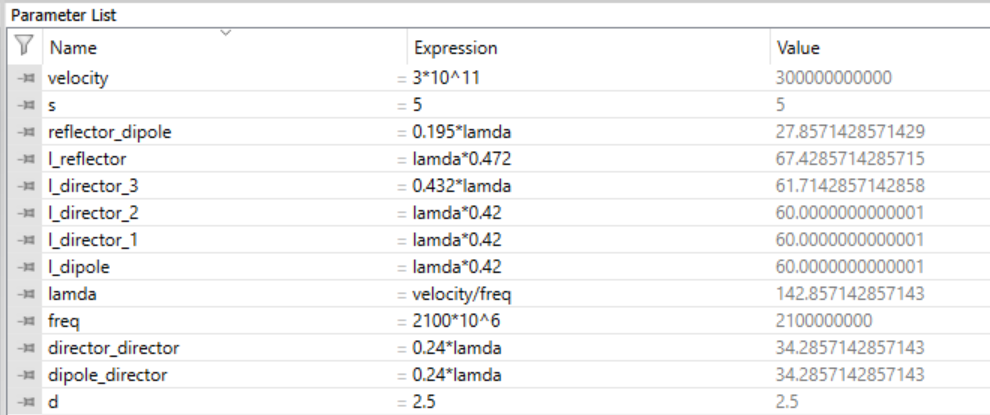 Parameter List
Name Expression Value
velocity = 3*10^11 300000000000
s = 5 5
reflector_dipole = 0.195*lamda 27.8571428571429
l_reflector = lamda*0.472 67.4285714285715
l_director_3 = 0.432*lamda 61.7142857142858
l_director_2 = lamda*0.42 60.0000000000001
l_director_1 = lamda*0.42 60.0000000000001
l_dipole = lamda*0.42 60.0000000000001
lamda = velocity/freq 142.857142857143
freq = 2100*10^6 2100000000
director_director = 0.24*lamda 34.2857142857143
dipole_director = 0.24*lamda 34.2857142857143
d = 2.5 2.5